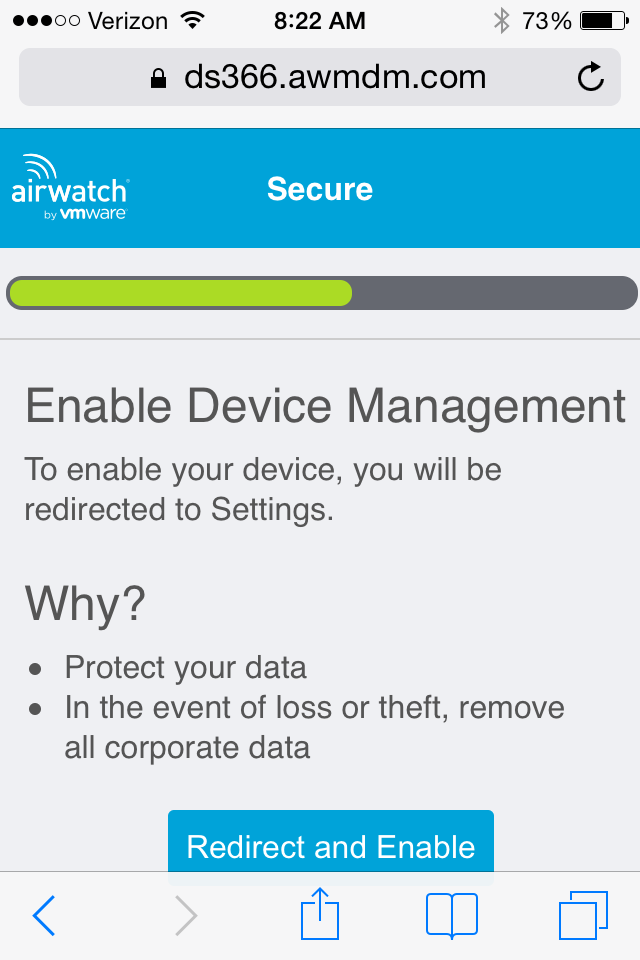 Verizon 8:22 AM 73%
ds366.awmdm.com
airwatch
by vmware
Secure
Enable Device Management
To enable your device, you will be
redirected to Settings.
Why?
• Protect your data
• In the event of loss or theft, remove
all corporate data
Redirect and Enable